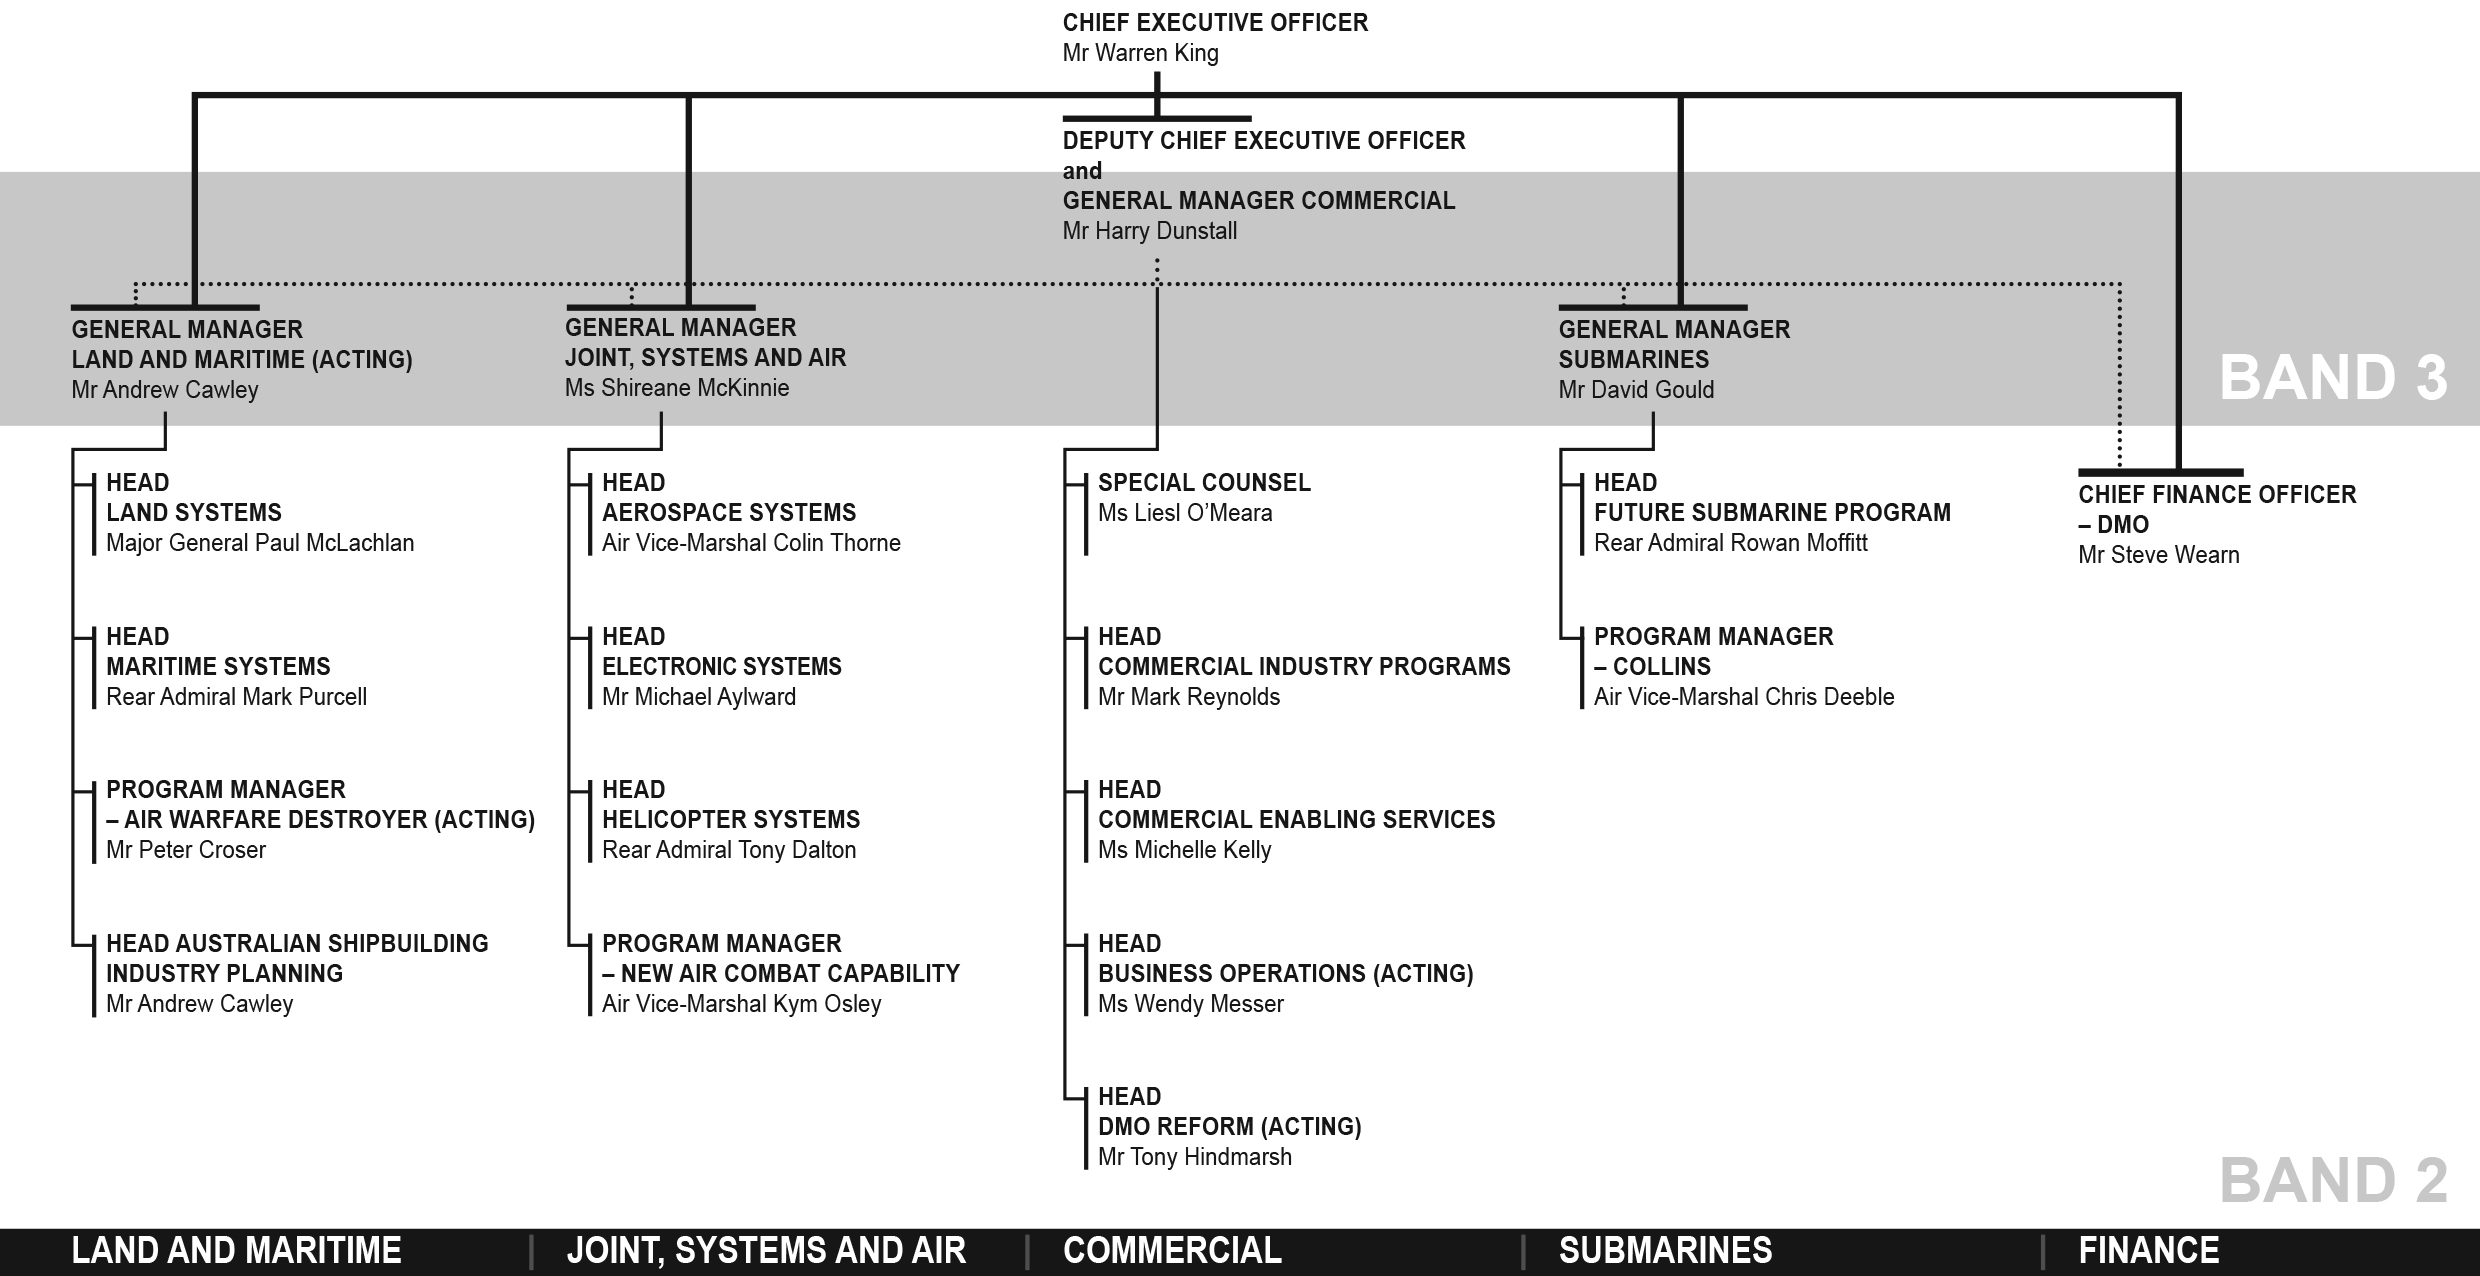 CHIEF EXECUTIVE OFFICER
Mr Warren King
DEPUTY CHIEF EXECUTIVE OFFICER
and
GENERAL MANAGER COMMERCIAL
Mr Harry Dunstall
GENERAL MANAGER
LAND AND MARITIME (ACTING)
Mr Andrew Cawley
GENERAL MANAGER
JOINT, SYSTEMS AND AIR
Ms Shireane McKinnie
GENERAL MANAGER
SUBMARINES
Mr David Gould
BAND 3
HEAD
LAND SYSTEMS
Major General Paul McLachlan
HEAD
MARITIME SYSTEMS
Rear Admiral Mark Purcell
PROGRAM MANAGER
– AIR WARFARE DESTROYER (ACTING)
Mr Peter Croser
HEAD AUSTRALIAN SHIPBUILDING
INDUSTRY PLANNING
Mr Andrew Cawley
HEAD
AEROSPACE SYSTEMS
Air Vice-Marshal Colin Thorne
HEAD
ELECTRONIC SYSTEMS
Mr Michael Aylward
HEAD
HELICOPTER SYSTEMS
Rear Admiral Tony Dalton
PROGRAM MANAGER
– NEW AIR COMBAT CAPABILITY
Air Vice-Marshal Kym Osley
SPECIAL COUNSEL
Ms Liesl O’Meara
HEAD
COMMERCIAL INDUSTRY PROGRAMS
Mr Mark Reynolds
HEAD
COMMERCIAL ENABLING SERVICES
Ms Michelle Kelly
HEAD
BUSINESS OPERATIONS (ACTING)
Ms Wendy Messer
HEAD
DMO REFORM (ACTING)
Mr Tony Hindmarsh
HEAD
FUTURE SUBMARINE PROGRAM
Rear Admiral Rowan Moffitt
PROGRAM MANAGER
– COLLINS
Air Vice-Marshal Chris Deeble
CHIEF FINANCE OFFICER
– DMO
Mr Steve Wearn
BAND 2
LAND AND MARITIME | JOINT, SYSTEMS AND AIR | COMMERCIAL | SUBMARINES | FINANCE